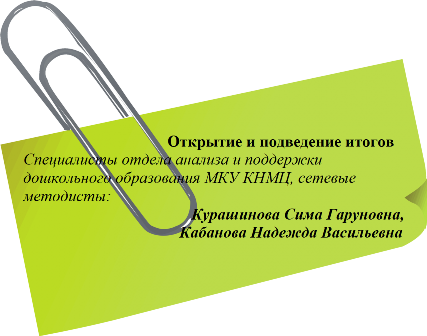 Открытие и подведение итогов
Специалисты отдела анализа и поддержки
дошкольного образования МКУ КНМЦ, сетевые
методисты:
Курашинова Сима Гаруновна,
Кабанова Надежда Васильевна